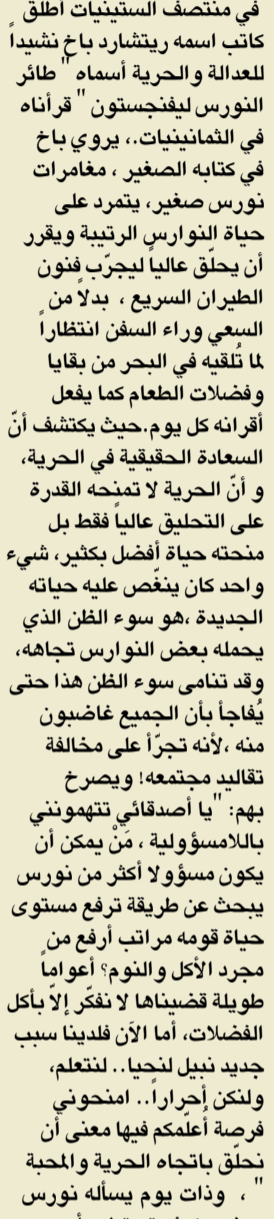 في منتصف الستينيات أطلق
كاتب اسمه ريتشارد باخ نشيداً
للعدالة والحرية أسماه " طائر
النورس ليفنجستون " قرأناه
في الثمانينيات.، يروي باخ
في كتابه الصغير ، مغامرات
نورس صغير، يتمرد على
حياة النوارس الرتيبة ويقرر
أن يحلّق عالياً ليجرّب فنون
الطيران السريع ، بدلاً من
السعي وراء السفن انتظاراً
لما تُلقيه في البحر من بقايا
وفضلات الطعام كما يفعل
أقرانه كل يوم.حيث يكتشف أنّ
السعادة الحقيقية في الحرية،
و أنّ الحرية لا تمنحه القدرة
على التحليق عالياً فقط بل
منحته حياة أفضل بكثير، شيء
واحد كان ينغّص عليه حياته
الجديدة ،هو سوء الظن الذي
يحمله بعض النوارس تجاهه،
وقد تنامى سوء الظن هذا حتى
يُفاجأ بأن الجميع غاضبون
منه ،لأنه تجرّأ على مخالفة
تقاليد مجتمعه! ويصرخ
بهم: "يا أصدقائي تتهمونني
باللامسؤولية ، مَنْ يمكن أن
يكون مسؤولا أكثر من نورس
يبحث عن طريقة ترفع مستوى
حياة قومه مراتب أرفع من
مجرد الأكل والنوم؟ أعواماً
طويلة قضيناها لا نفكّر إلاّ بأكل
الفضلات، أما الآن فلدينا سبب
جديد نبيل لنحيا.. لنتعلم،
ولنكن أحراراً.. امنحوني
فرصة أُعلّمكم فيها معنى أن
نحلّق باتجاه الحرية والمحبة
" ، وذات يوم يسأله نورس